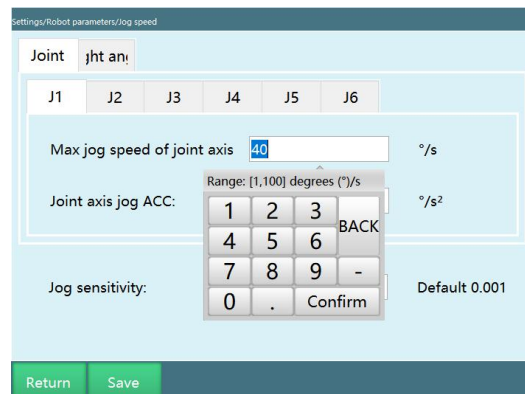 Settings/Robot parameters/Jog speed
Joint ght ang
J1 J2 J3 J4 J5 J6
Max jog speed of joint axis 40 °/s
Range: [1,100] degrees (°)/s
Joint axis jog ACC: °/s²
1 2 3 BACK
4 5 6
7 8 9 -
Jog sensitivity: Default 0.001
0 . Confirm
Return Save